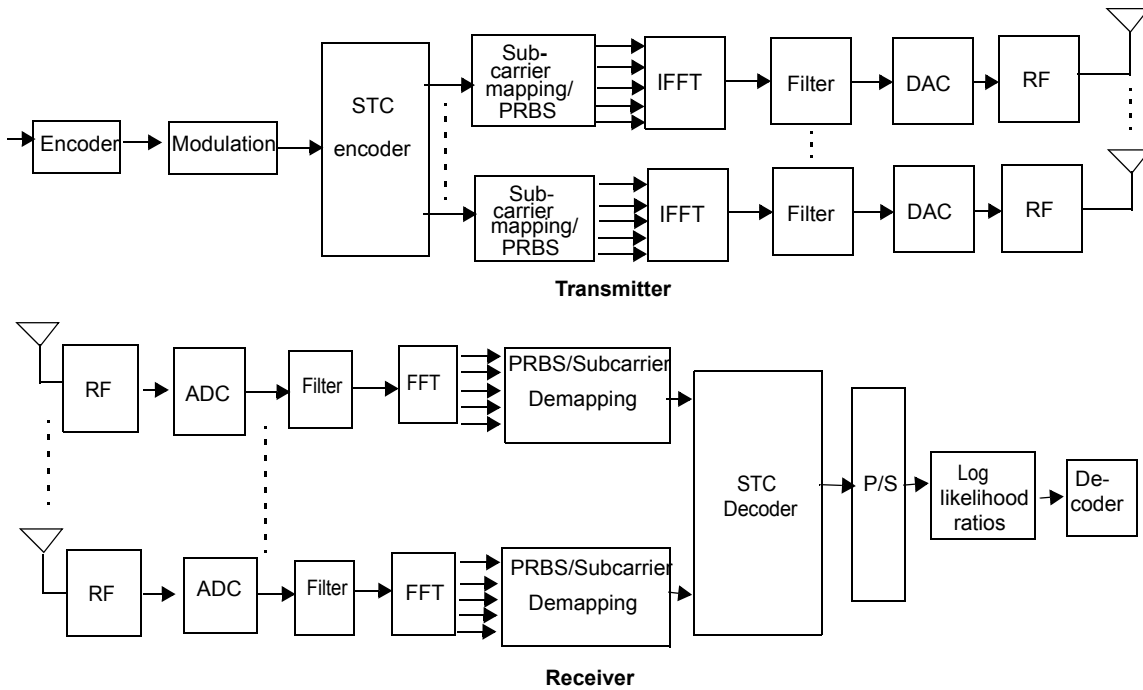 Sub-
carrier
mapping/
PRBS
IFFT
Filter
DAC
RF
Encoder
Modulation
STC
encoder
Sub-
carrier
mapping/
PRBS
IFFT
Filter
DAC
RF
Transmitter
RF
ADC
Filter
FFT
PRBS/Subcarrier
Demapping
STC
Decoder
P/S
Log
likelihood
ratios
De-
coder
RF
ADC
Filter
FFT
PRBS/Subcarrier
Demapping
Receiver